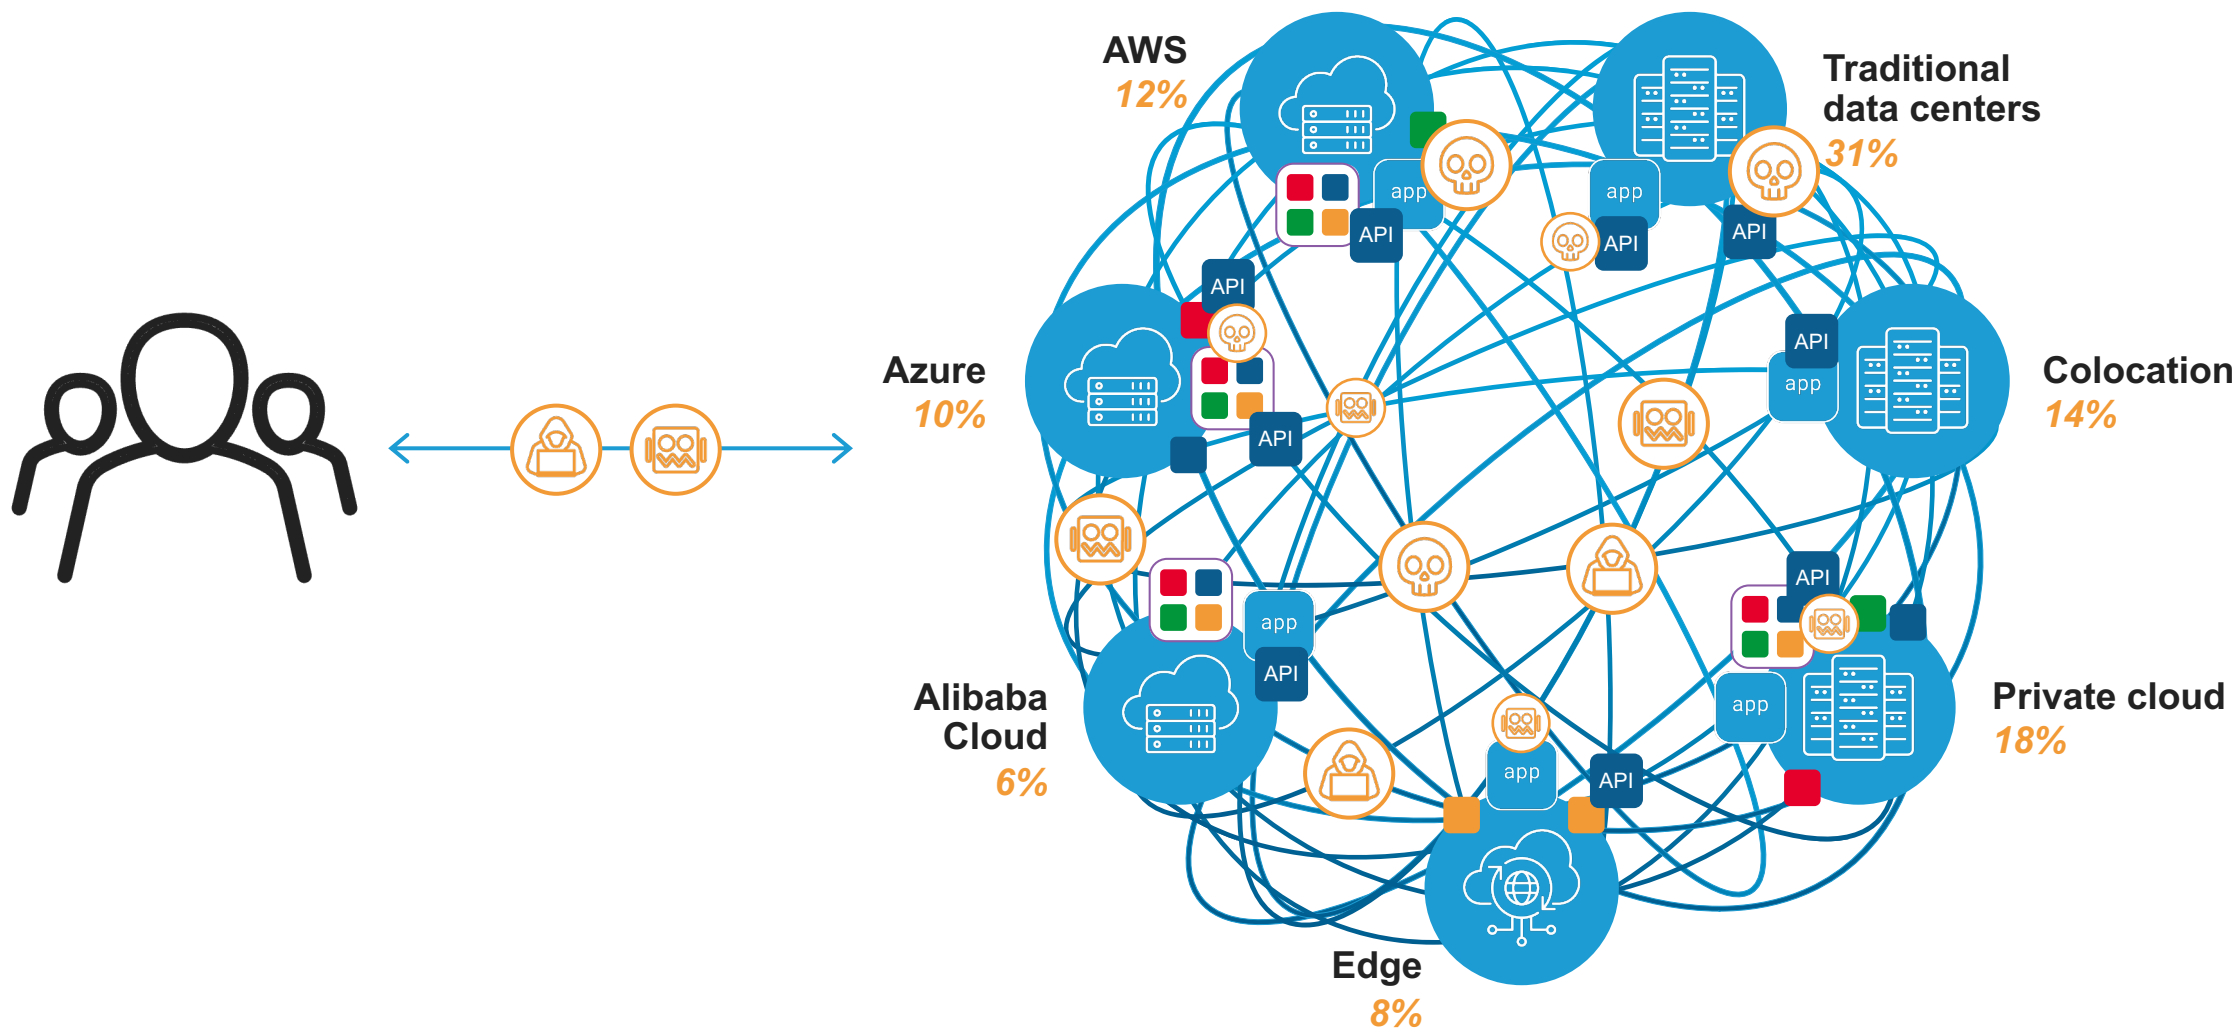 AWS
12%
Traditional
data centers
31%
app
API
app
API
API
API
API
app
Colocation
14%
Azure
10%
API
API
app
API
Alibaba
Cloud
6%
app
Private cloud
18%
app
API
Edge
8%